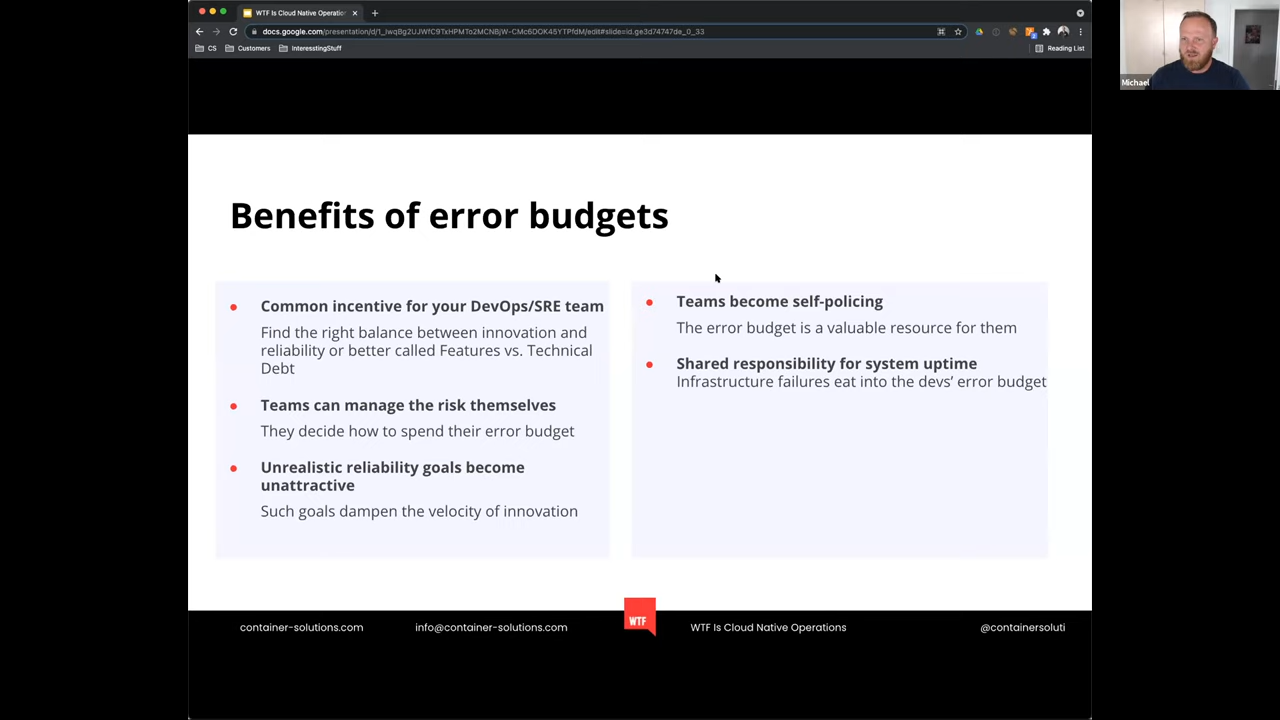 WTF Is Cloud Native Operation
docs.google.com/presentation/d/1_IwqBg2UJWfC9TxHPMTo2MCN8jW-CMc6DOK45YTPfdM/edit#slide=id.ge3d74747de_0_33
CS
Customers
InteresstingStuff
Reading List
Michael
Benefits of error budgets
Common incentive for your DevOps/SRE team
Find the right balance between innovation and
reliability or better called Features vs. Technical
Debt
Teams can manage the risk themselves
They decide how to spend their error budget
Unrealistic reliability goals become
unattractive
Such goals dampen the velocity of innovation
Teams become self-policing
The error budget is a valuable resource for them
Shared responsibility for system uptime
Infrastructure failures eat into the devs’ error budget
container-solutions.com
info@container-solutions.com
WTF
WTF Is Cloud Native Operations
@containersoluti